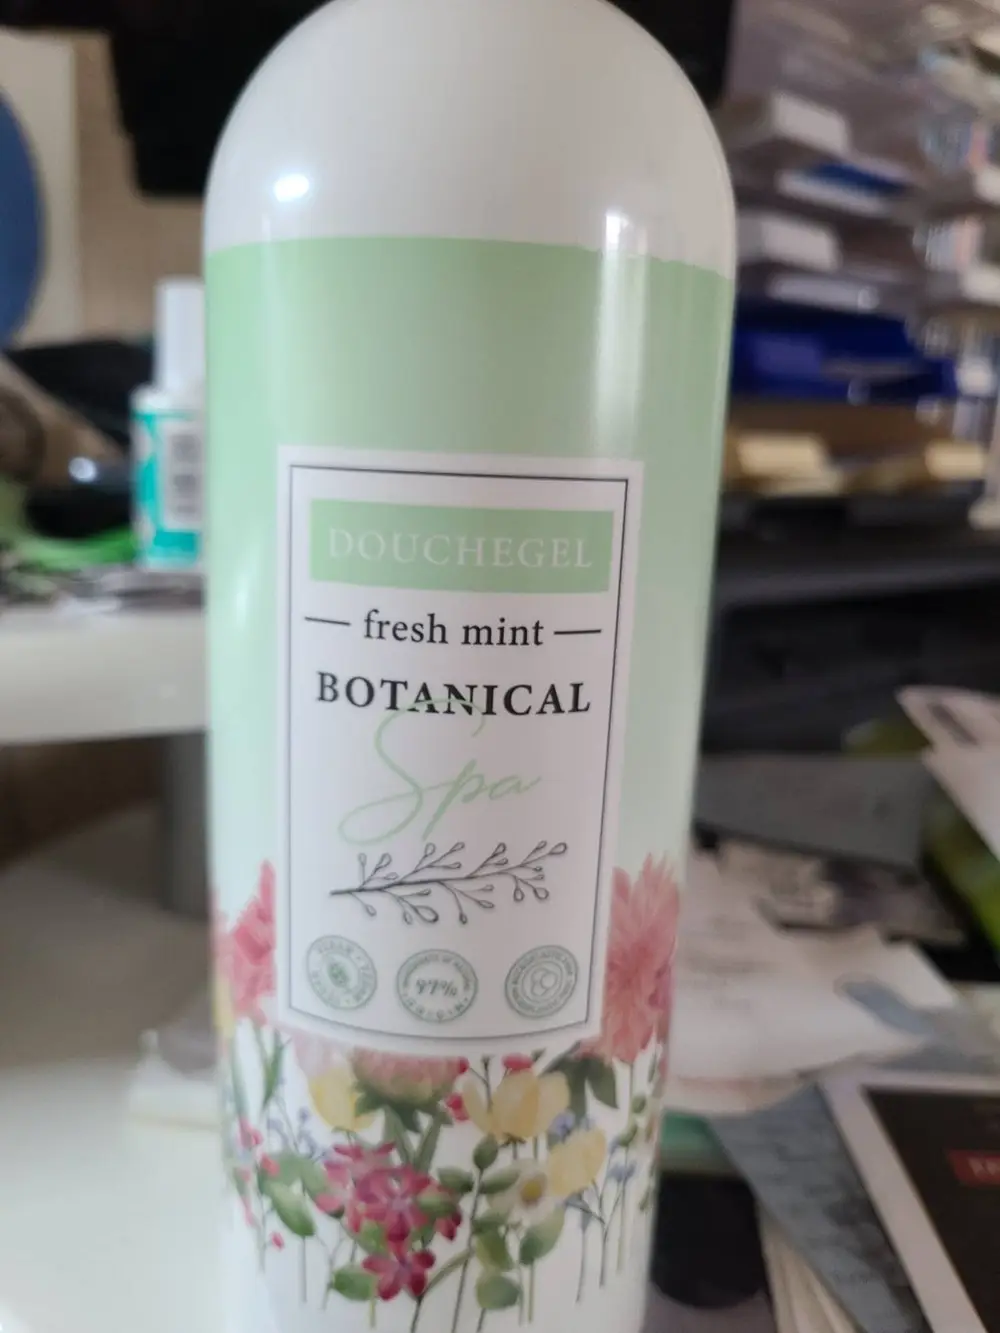 DOUCHEGEL
fresh mint
BOTANICAL
Spa
97%